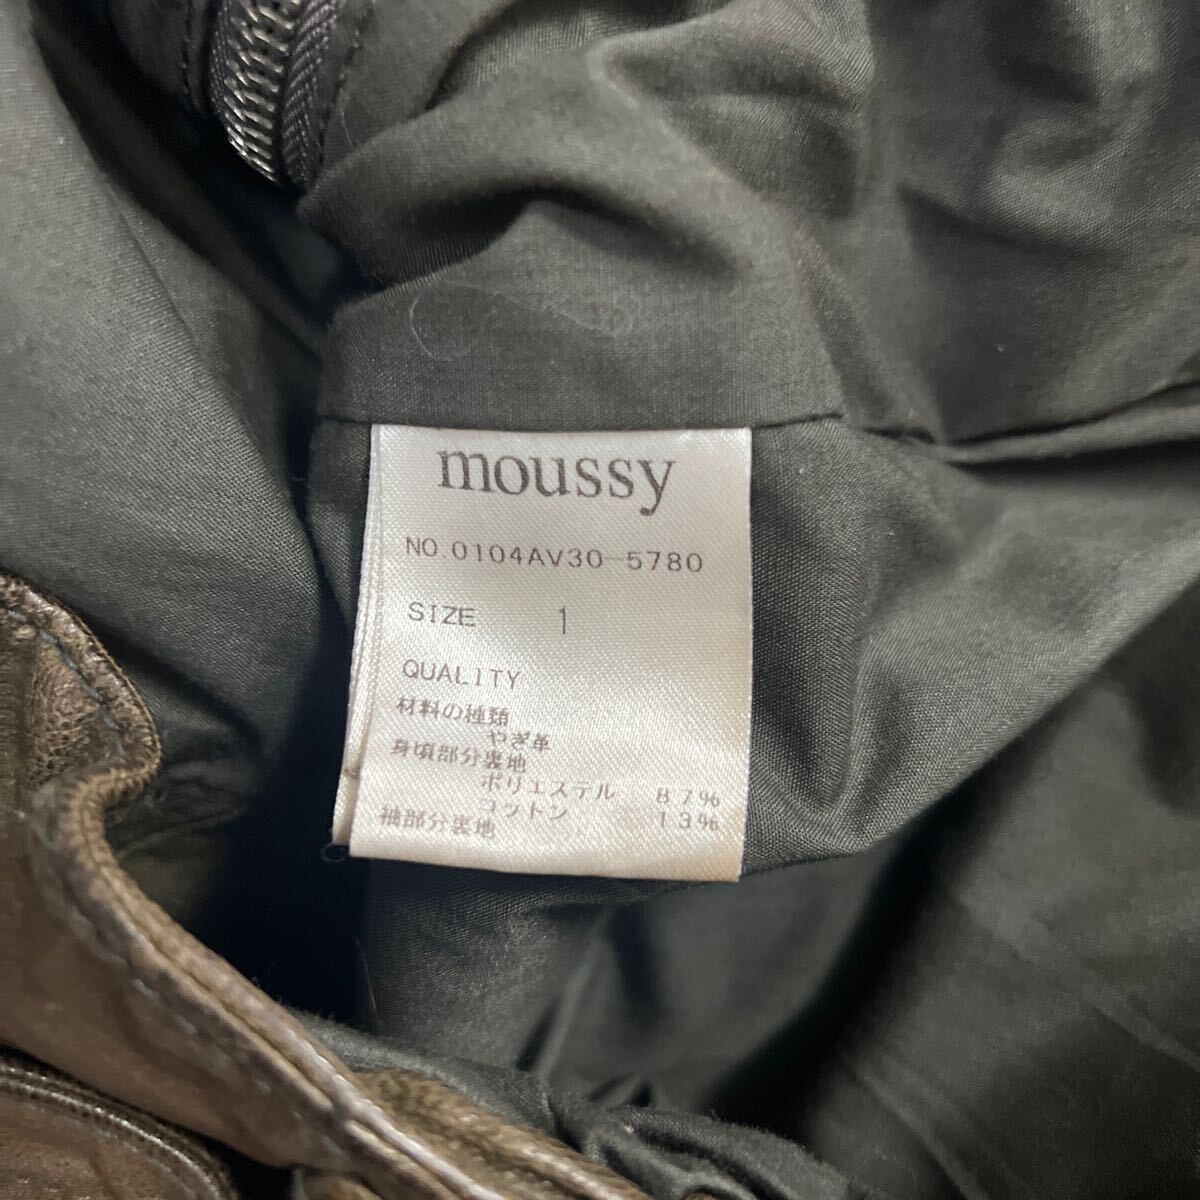 moussy
NO.0104AV30-5780
SIZE 1
QUALITY
材料の種類
やぎ革
身頃部分裏地
ポリエステル 87%
コットン 13%
袖部分裏地